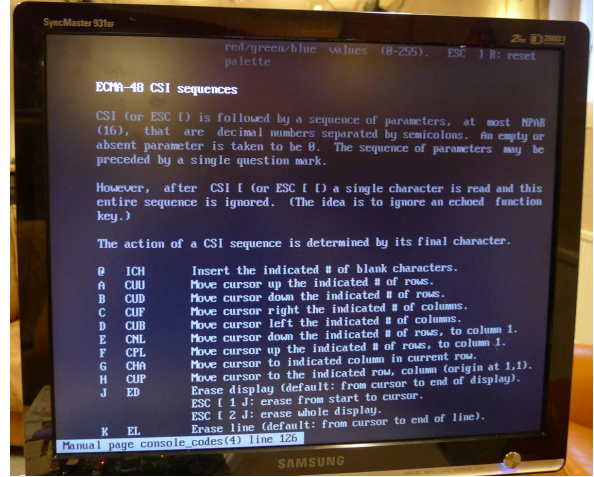 SyncMaster 931BF
2ms 2000:1
red/green/blue values (0-255). ESC ] R: reset
palette
ECMA-48 CSI sequences
CSI (or ESC [) is followed by a sequence of parameters, at most NPAR
(16), that are decimal numbers separated by semicolons. An empty or
absent parameter is taken to be 0. The sequence of parameters may be
preceded by a single question mark.
However, after CSI [ (or ESC [ [) a single character is read and this
entire sequence is ignored. (The idea is to ignore an echoed function
key.)
The action of a CSI sequence is determined by its final character.
@ ICH Insert the indicated # of blank characters.
A CUU Move cursor up the indicated # of rows.
B CUD Move cursor down the indicated # of rows.
C CUF Move cursor right the indicated # of columns.
D CUB Move cursor left the indicated # of columns.
E CNL Move cursor down the indicated # of rows, to column 1.
F CPL Move cursor up the indicated # of rows, to column 1.
G CHA Move cursor to indicated column in current row.
H CUP Move cursor to the indicated row, column (origin at 1,1).
J ED Erase display (default: from cursor to end of display).
ESC [ 1 J: erase from start to cursor.
ESC [ 2 J: erase whole display.
K EL Erase line (default: from cursor to end of line).
Manual page console_codes(4) line 126
SAMSUNG